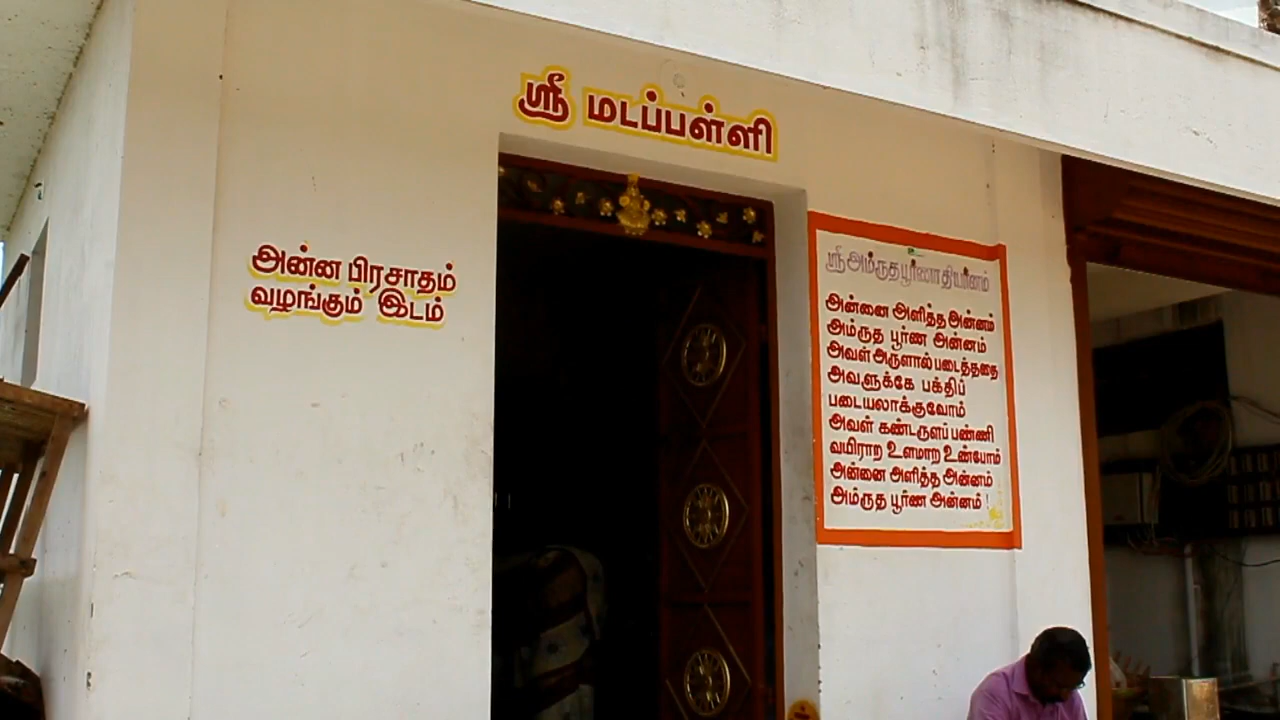 ஸ்ரீ மடப்பள்ளி
அன்ன பிரசாதம்
வழங்கும் இடம்
ஸ்ரீ அம்ருதபூர்ணா தியானம்
அன்னை அளித்த அன்னம்
அம்ருத பூர்ண அன்னம்
அவள் அருளால் படைத்ததை
அவளுக்கே பக்திப்
படையலாக்குவோம்
அவள் கண்டருளப் பண்ணி
வயிராற உளமாற உண்போம்
அன்னை அளித்த அன்னம்
அம்ருத பூர்ண அன்னம் !